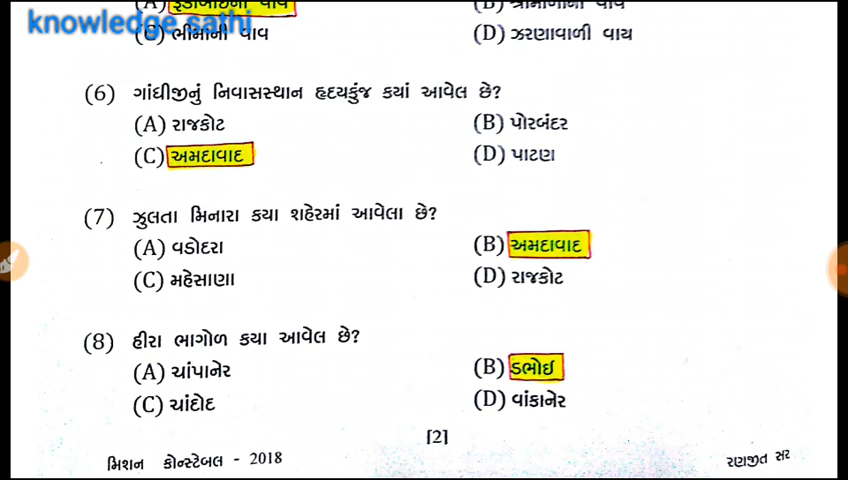 (A) રૂડાબાઈની વાવ
knowledge sathi
ભીમાની વાવ (D) ઝરણાવાળી વાય
(6) ગાંધીજીનું નિવાસસ્થાન હૃદયકુંજ કયાં આવેલ છે?
(A) રાજકોટ (B) પોરબંદર
(C) અમદાવાદ (D) પાટણ
(7) ઝુલતા મિનારા કયા શહેરમાં આવેલા છે?
(A) વડોદરા (B) અમદાવાદ
(C) મહેસાણા (D) રાજકોટ
(8) હીરા ભાગોળ કયા આવેલ છે?
(A) ચાંપાનેર (B) ડભોઈ
(C) ચાંદોદ (D) વાંકાનેર
[2]
મિશન કોન્સ્ટેબલ - 2018 રણજીત સર